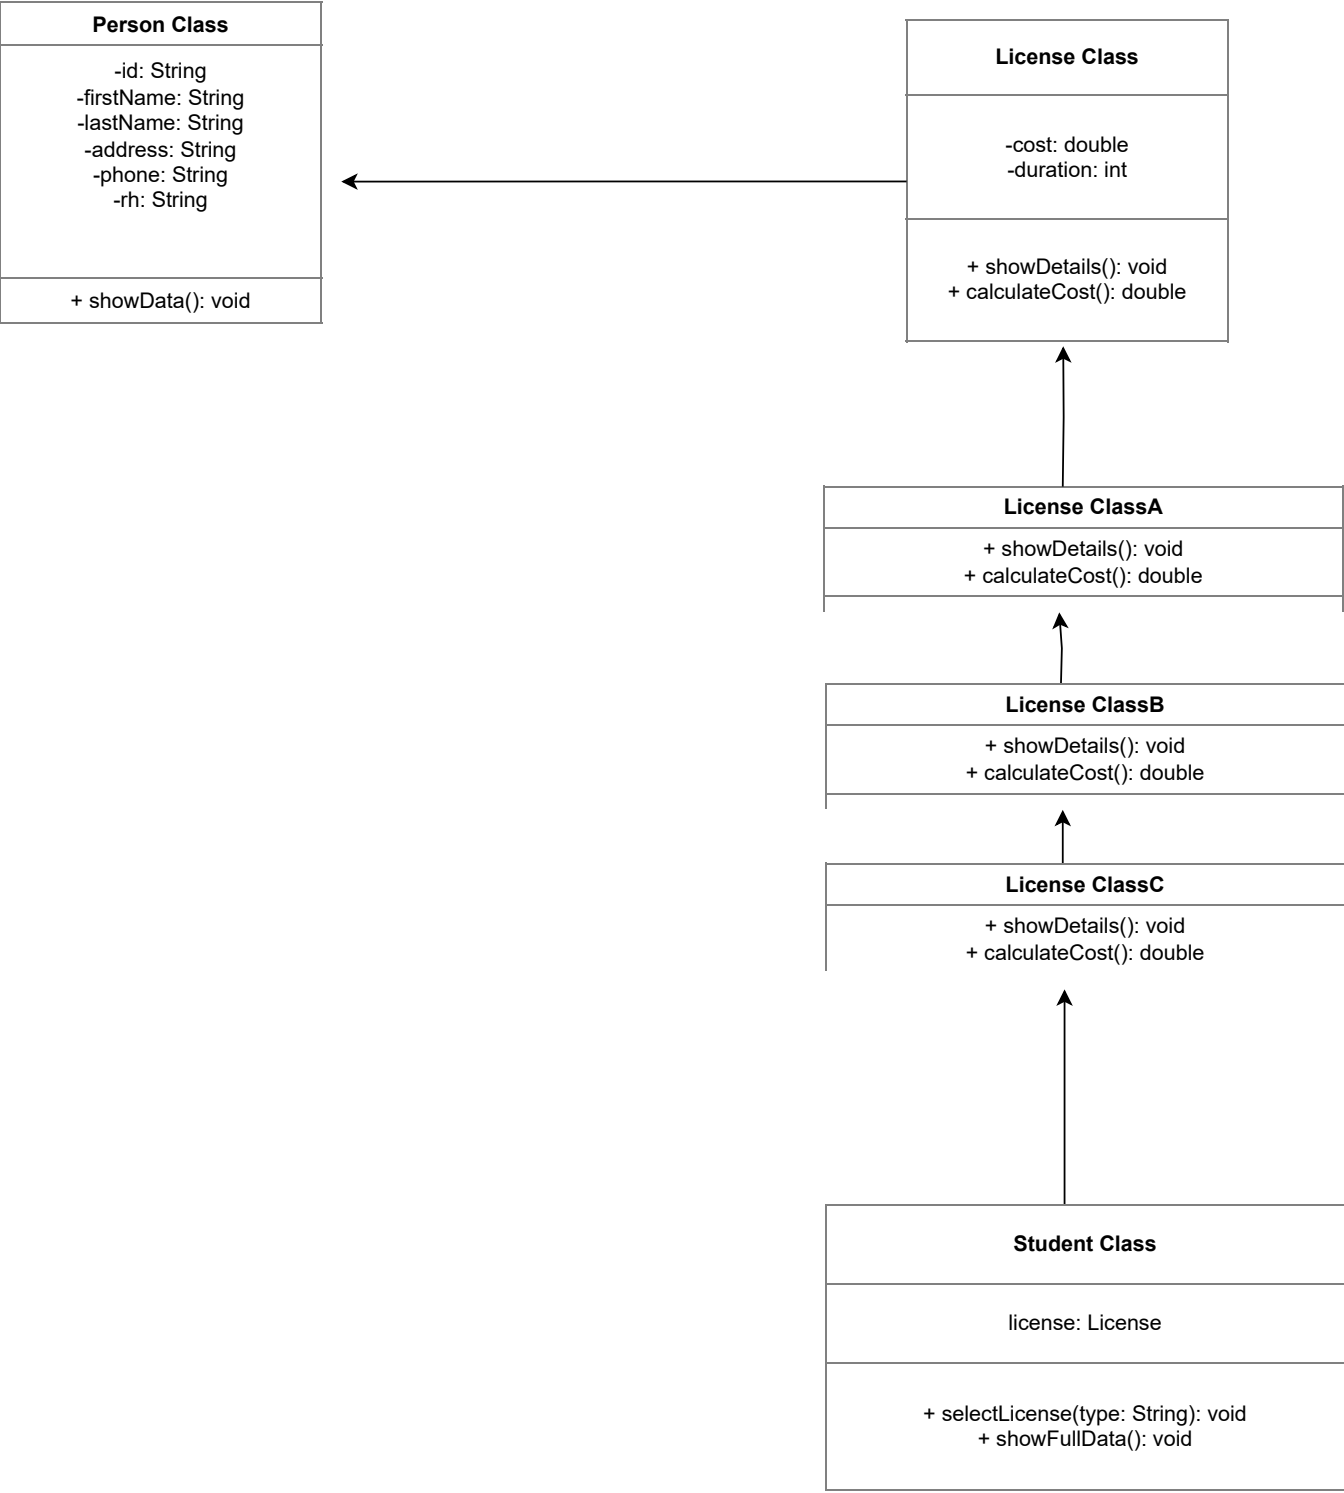 Person Class
-id: String
-firstName: String
-lastName: String
-address: String
-phone: String
-rh: String
+ showData(): void
License Class
-cost: double
-duration: int
+ showDetails(): void
+ calculateCost(): double
License ClassA
+ showDetails(): void
+ calculateCost(): double
License ClassB
+ showDetails(): void
+ calculateCost(): double
License ClassC
+ showDetails(): void
+ calculateCost(): double
Student Class
license: License
+ selectLicense(type: String): void
+ showFullData(): void